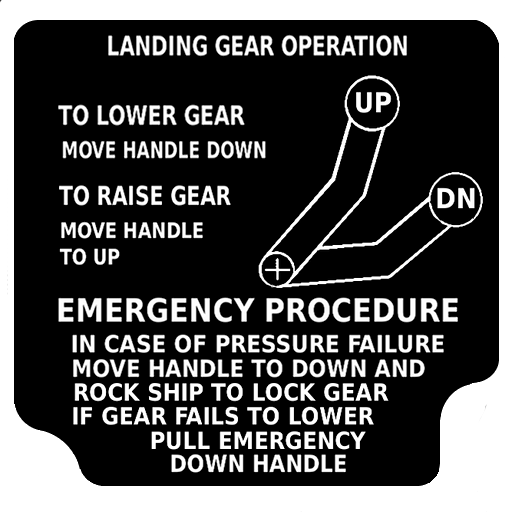 LANDING GEAR OPERATION
TO LOWER GEAR
MOVE HANDLE DOWN
TO RAISE GEAR
MOVE HANDLE
TO UP
UP
DN
EMERGENCY PROCEDURE
IN CASE OF PRESSURE FAILURE
MOVE HANDLE TO DOWN AND
ROCK SHIP TO LOCK GEAR
IF GEAR FAILS TO LOWER
PULL EMERGENCY
DOWN HANDLE